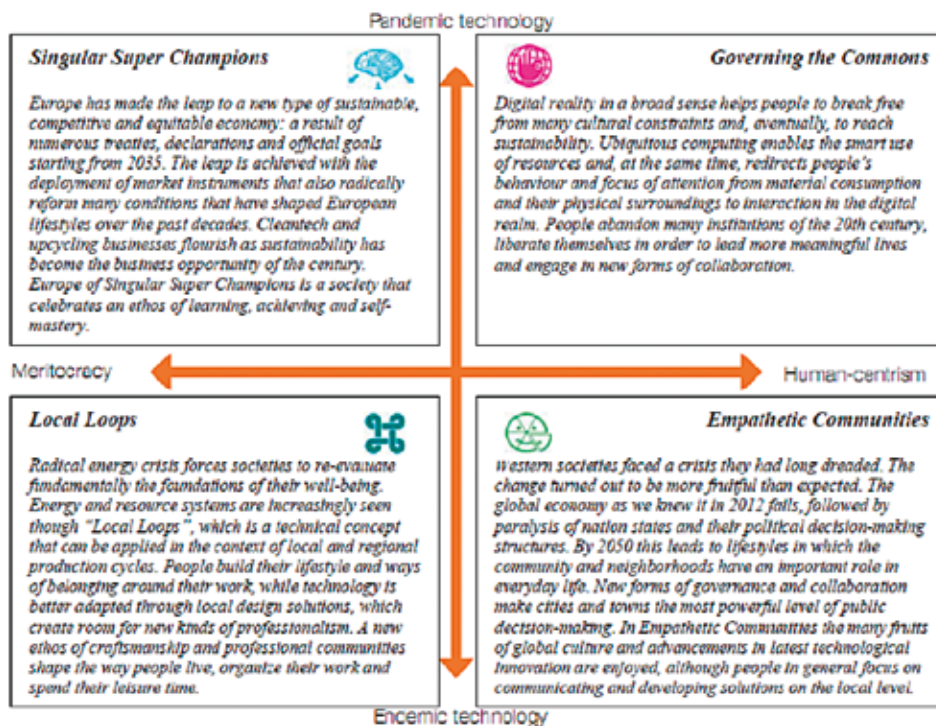 Pandemic technology
Singular Super Champions
Europe has made the leap to a new type of sustainable,
competitive and equitable economy: a result of
numerous treaties, declarations and official goals
starting from 2035. The leap is achieved with the
deployment of market instruments that also radically
reform many conditions that have shaped European
lifestyles over the past decades. Cleantech and
upcycling businesses flourish as sustainability has
become the business opportunity of the century.
Europe of Singular Super Champions is a society that
celebrates an ethos of learning, achieving and self-
mastery.
Governing the Commons
Digital reality in a broad sense helps people to break free
from many cultural constraints and, eventually, to reach
sustainability. Ubiquitous computing enables the smart use
of resources and, at the same time, redirects people's
behaviour and focus of attention from material consumption
and their physical surroundings to interaction in the digital
realm. People abandon many institutions of the 20th century,
liberate themselves in order to lead more meaningful lives
and engage in new forms of collaboration.
Meritocracy
Human-centrism
Local Loops
Radical energy crisis forces societies to re-evaluate
fundamentally the foundations of their well-being.
Energy and resource systems are increasingly seen
though "Local Loops", which is a technical concept
that can be applied in the context of local and regional
production cycles. People build their lifestyle and ways
of belonging around their work, while technology is
better adapted through local design solutions, which
create room for new kinds of professionalism. A new
ethos of craftsmanship and professional communities
shape the way people live, organize their work and
spend their leisure time.
Empathetic Communities
Western societies faced a crisis they had long dreaded. The
change turned out to be more fruitful than expected. The
global economy as we knew it in 2012 fails, followed by
paralysis of nation states and their political decision-making
structures. By 2050 this leads to lifestyles in which the
community and neighborhoods have an important role in
everyday life. New forms of governance and collaboration
make cities and towns the most powerful level of public
decision-making. In Empathetic Communities the many fruits
of global culture and advancements in latest technological
innovation are enjoyed, although people in general focus on
communicating and developing solutions on the local level.
Encemic technology